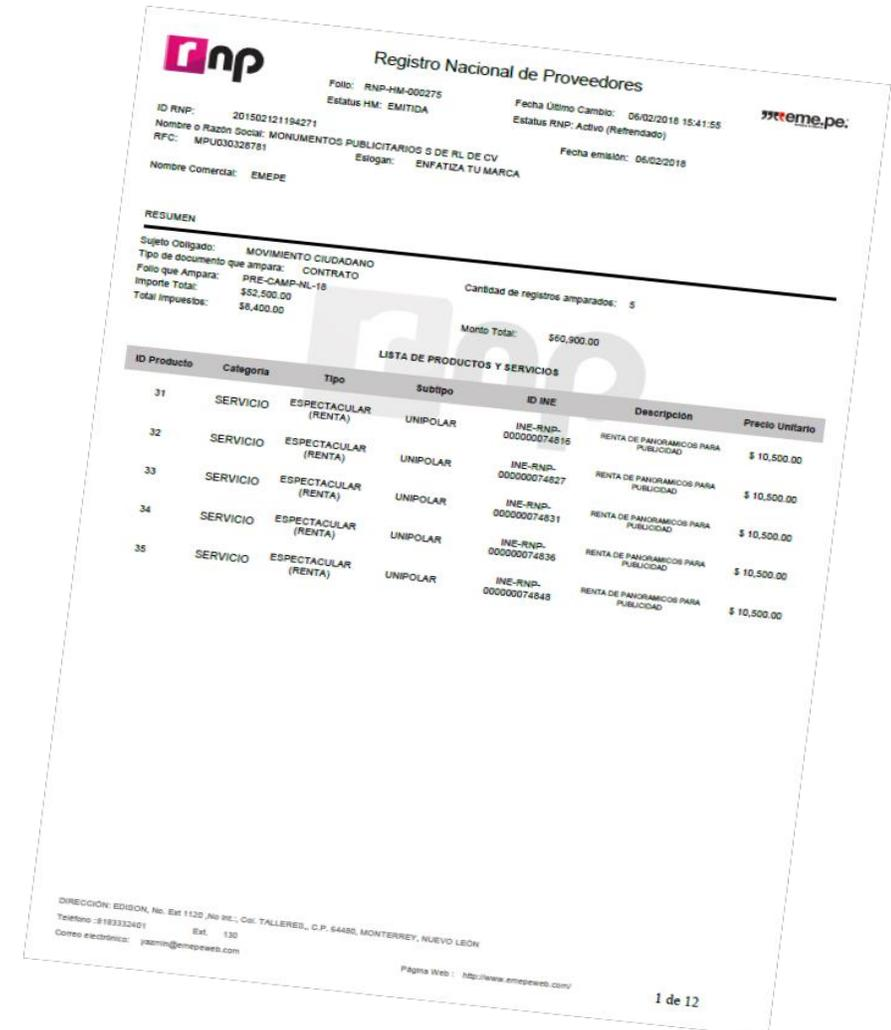 rnp
Registro Nacional de Proveedores
Folio: RNP-HM-000275
Estatus HM: EMITIDA
Fecha Último Cambio: 06/02/2018 15:41:55
Estatus RNP: Activo (Refrendado)
eme.pe:
ID RNP: 201502121194271
Nombre o Razón Social: MONUMENTOS PUBLICITARIOS S DE RL DE CV
RFC: MPU030328781 Eslogan: ENFATIZA TU MARCA
Fecha emisión: 06/02/2018
Nombre Comercial: EMEPE
RESUMEN
Sujeto Obligado: MOVIMIENTO CIUDADANO
Tipo de documento que ampara: CONTRATO
Folio que Ampara: PRE-CAMP-NL-18 Cantidad de registros amparados: 5
Importe Total: $52,500.00
Total Impuestos: $8,400.00 Monto Total: $60,900.00
LISTA DE PRODUCTOS Y SERVICIOS
ID Producto Categoria Tipo Subtipo ID INE Descripción Precio Unitario
31 SERVICIO ESPECTACULAR (RENTA) UNIPOLAR INE-RNP-000000074816 RENTA DE PANORAMICOS PARA PUBLICIDAD $ 10,500.00
32 SERVICIO ESPECTACULAR (RENTA) UNIPOLAR INE-RNP-000000074827 RENTA DE PANORAMICOS PARA PUBLICIDAD $ 10,500.00
33 SERVICIO ESPECTACULAR (RENTA) UNIPOLAR INE-RNP-000000074831 RENTA DE PANORAMICOS PARA PUBLICIDAD $ 10,500.00
34 SERVICIO ESPECTACULAR (RENTA) UNIPOLAR INE-RNP-000000074836 RENTA DE PANORAMICOS PARA PUBLICIDAD $ 10,500.00
35 SERVICIO ESPECTACULAR (RENTA) UNIPOLAR INE-RNP-000000074848 RENTA DE PANORAMICOS PARA PUBLICIDAD $ 10,500.00
DIRECCIÓN: EDISON, No. Ext 1120 ,No Int.:, Col. TALLERES,, C.P. 64480, MONTERREY, NUEVO LEÓN
Teléfono :8183332401 Ext. 130
Correo electrónico: yazmin@emepeweb.com
Página Web : http://www.emepeweb.com/
1 de 12